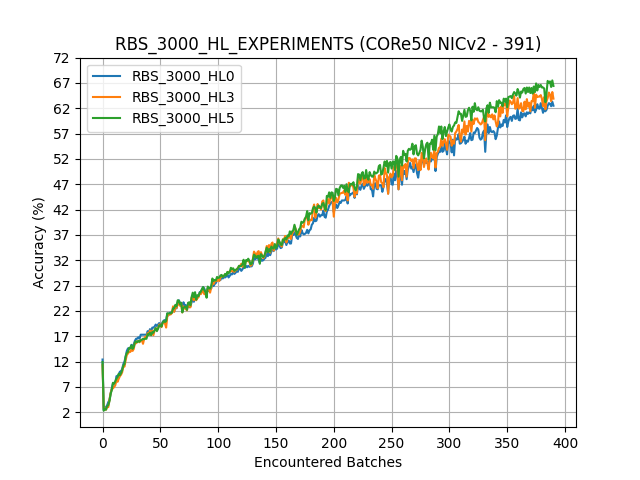 RBS_3000_HL_EXPERIMENTS (CORe50 NICv2 - 391)
RBS_3000_HL0
RBS_3000_HL3
RBS_3000_HL5
Accuracy (%)
72
67
62
57
52
47
42
37
32
27
22
17
12
7
2
0 50 100 150 200 250 300 350 400
Encountered Batches